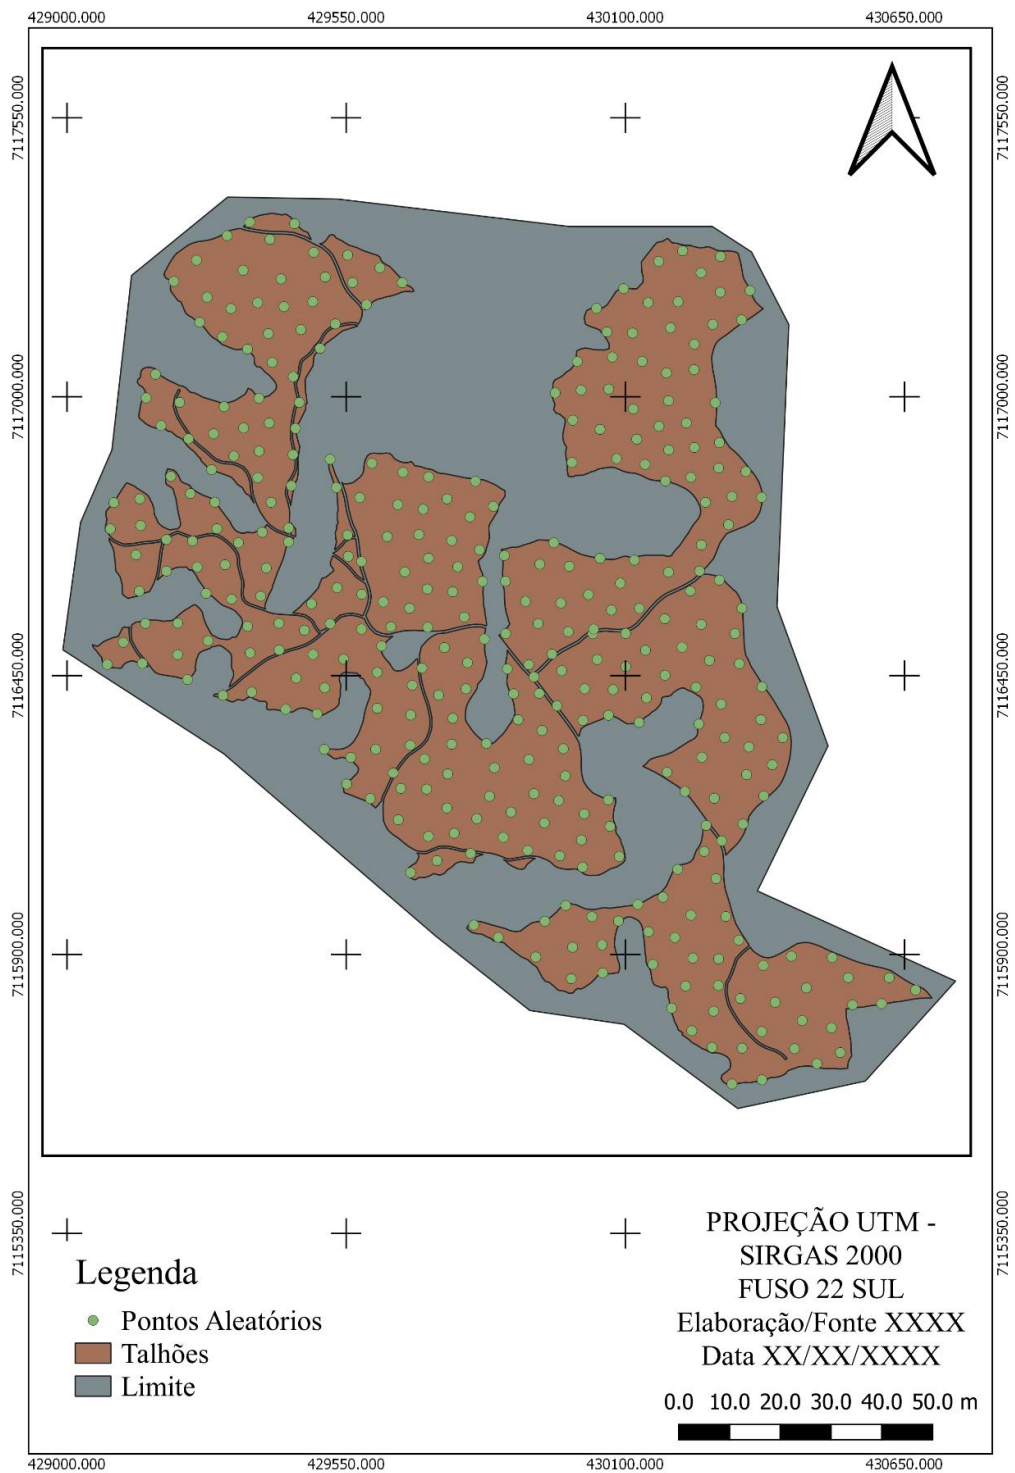 429000.000 429550.000 430100.000 430650.000
7117550.000 7117550.000
7117000.000 7117000.000
7116450.000 7116450.000
7115900.000 7115900.000
7115350.000 7115350.000
PROJEÇÃO UTM -
SIRGAS 2000
FUSO 22 SUL
Elaboração/Fonte XXXX
Data XX/XX/XXXX
Legenda
Pontos Aleatórios
Talhões
Limite
0.0 10.0 20.0 30.0 40.0 50.0 m
429000.000 429550.000 430100.000 430650.000